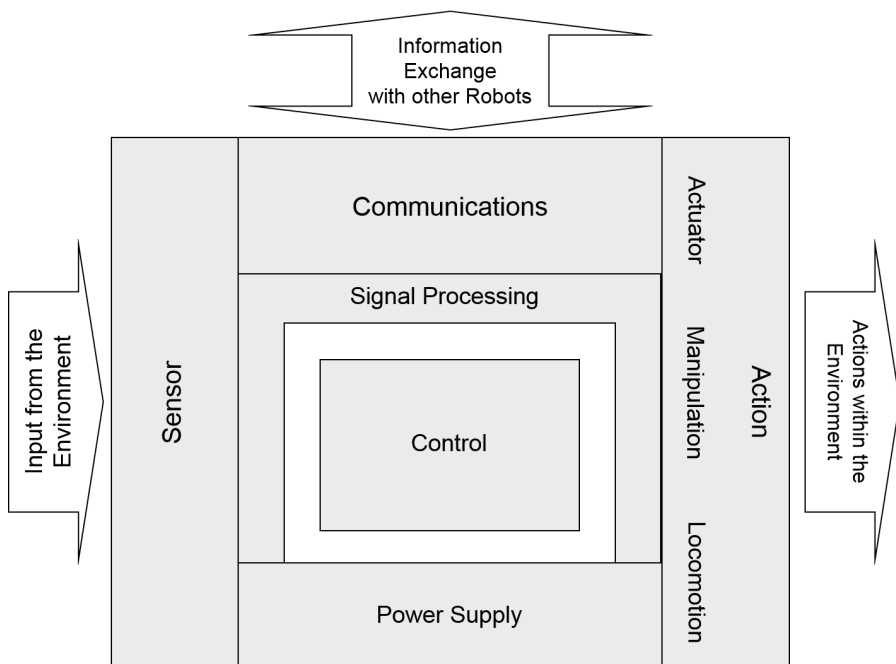 Information
Exchange
with other Robots
Communications
Signal Processing
Control
Power Supply
Input from the
Environment
Sensor
Actuator
Manipulation
Locomotion
Action
Actions within the
Environment